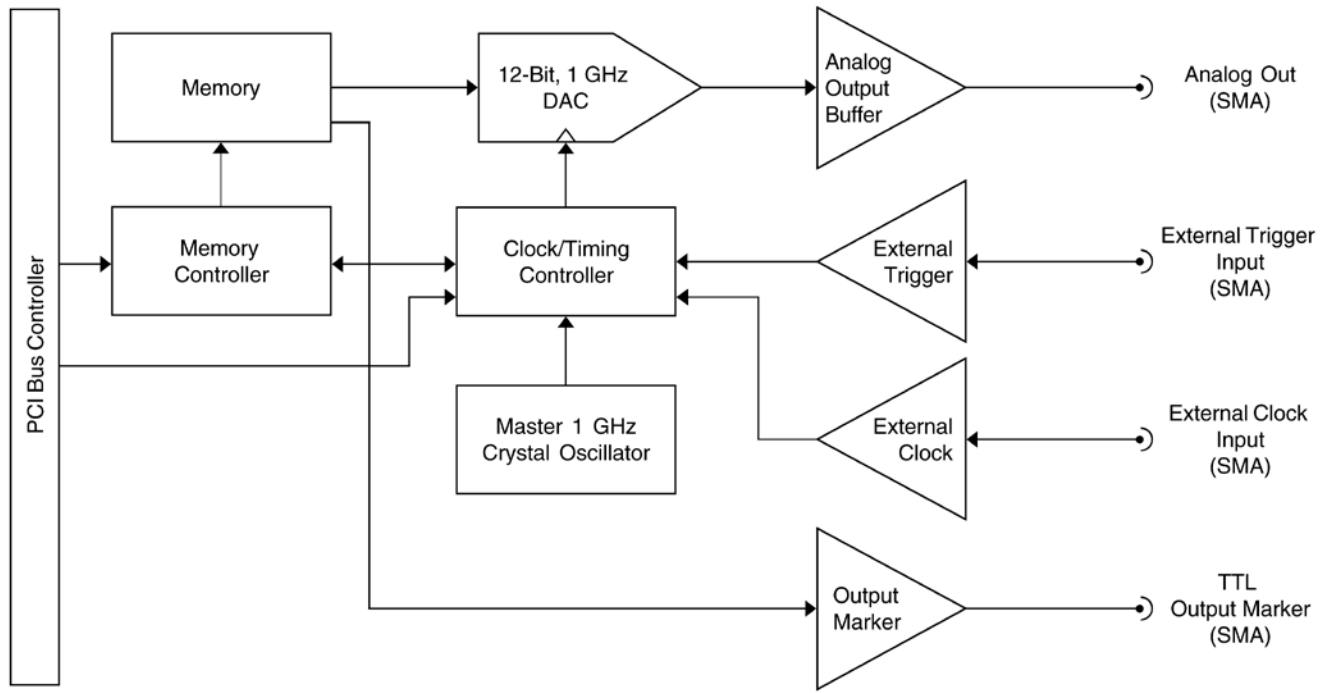 PCI Bus Controller
Memory
12-Bit, 1 GHz
DAC
Analog
Output
Buffer
Analog Out
(SMA)
Memory
Controller
Clock/Timing
Controller
External
Trigger
External Trigger
Input
(SMA)
Master 1 GHz
Crystal Oscillator
External
Clock
External Clock
Input
(SMA)
Output
Marker
TTL
Output Marker
(SMA)